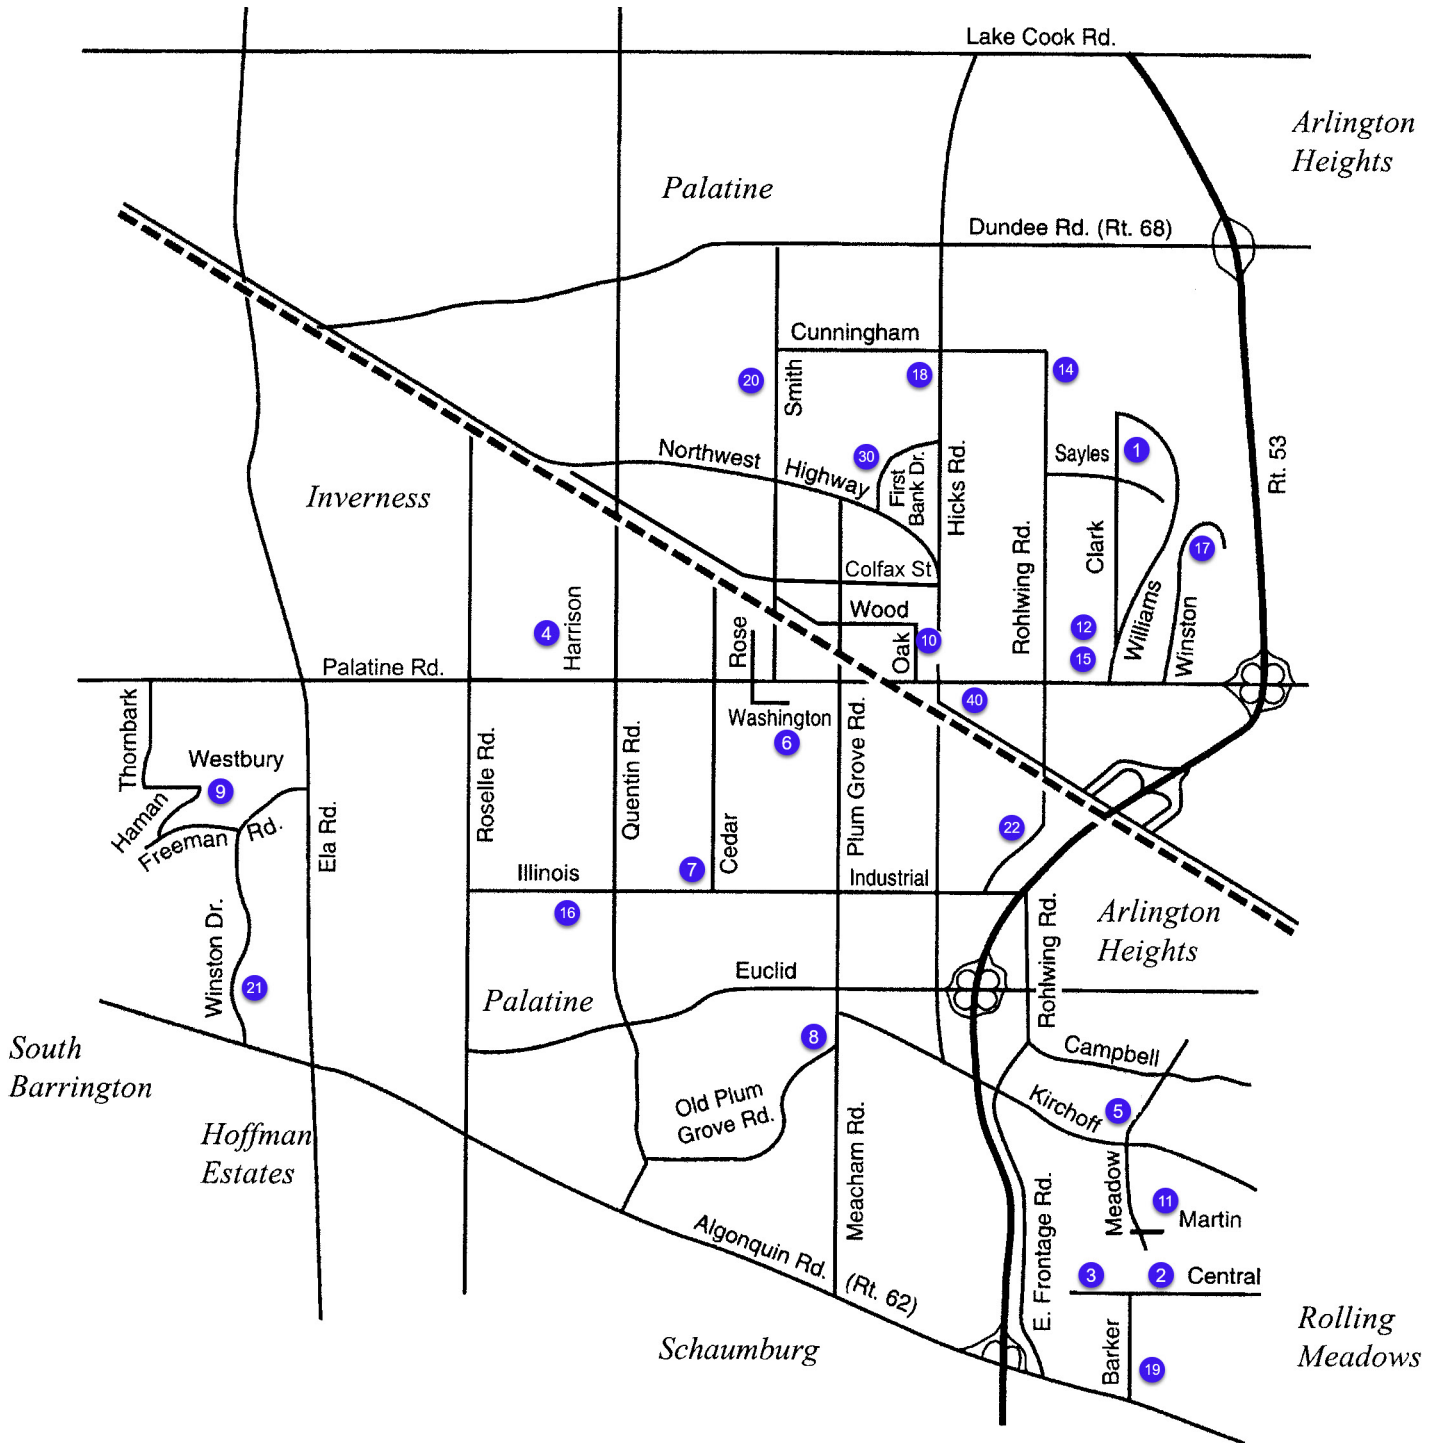 Lake Cook Rd.
Arlington
Heights
Palatine
Dundee Rd. (Rt. 68)
Cunningham
20
Smith
18
14
Northwest Highway
30
First
Bank Dr.
Hicks Rd.
Sayles
1
Rt. 53
Inverness
Rohlwing Rd.
Clark
17
Colfax St
Wood
4
Harrison
Rose
Oak
10
12
15
Williams
Winston
Palatine Rd.
Thornbark
Westbury
9
Haman
Freeman Rd.
Ela Rd.
Roselle Rd.
Quentin Rd.
Washington
6
Plum Grove Rd.
40
22
7
Cedar
Illinois
Industrial
16
Arlington
Heights
Rohlwing Rd.
Winston Dr.
21
Palatine
Euclid
South
Barrington
8
Campbell
Old Plum
Grove Rd.
Kirchoff
5
Hoffman
Estates
Meacham Rd.
E. Frontage Rd.
Meadow
11
Martin
Algonquin Rd. (Rt. 62)
3
2
Central
Schaumburg
Barker
19
Rolling
Meadows